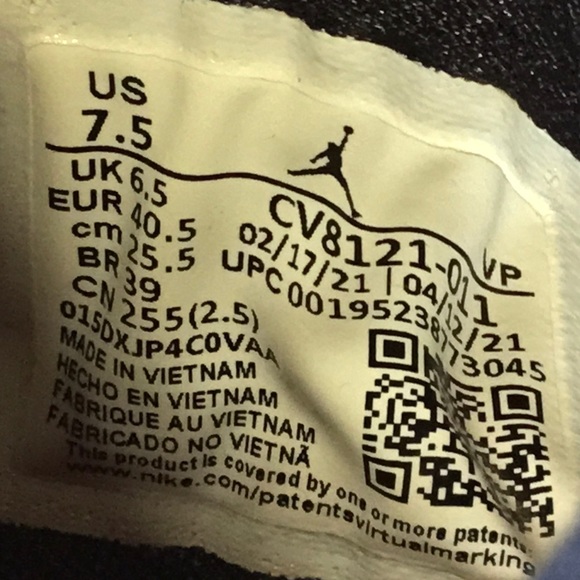 US
7.5
UK 6.5
EUR 40.5
cm 25.5
BR 39
CN 255 (2.5)
VP
CV8121-011
02/17/21 | 04/12/21
UPC 00195238773045
015DXJP4C0VAA
MADE IN VIETNAM
HECHO EN VIETNAM
FABRIQUE AU VIETNAM
FABRICADO NO VIETNÃ
This product is covered by one or more patents.
www.nike.com/patentsvirtualmarking